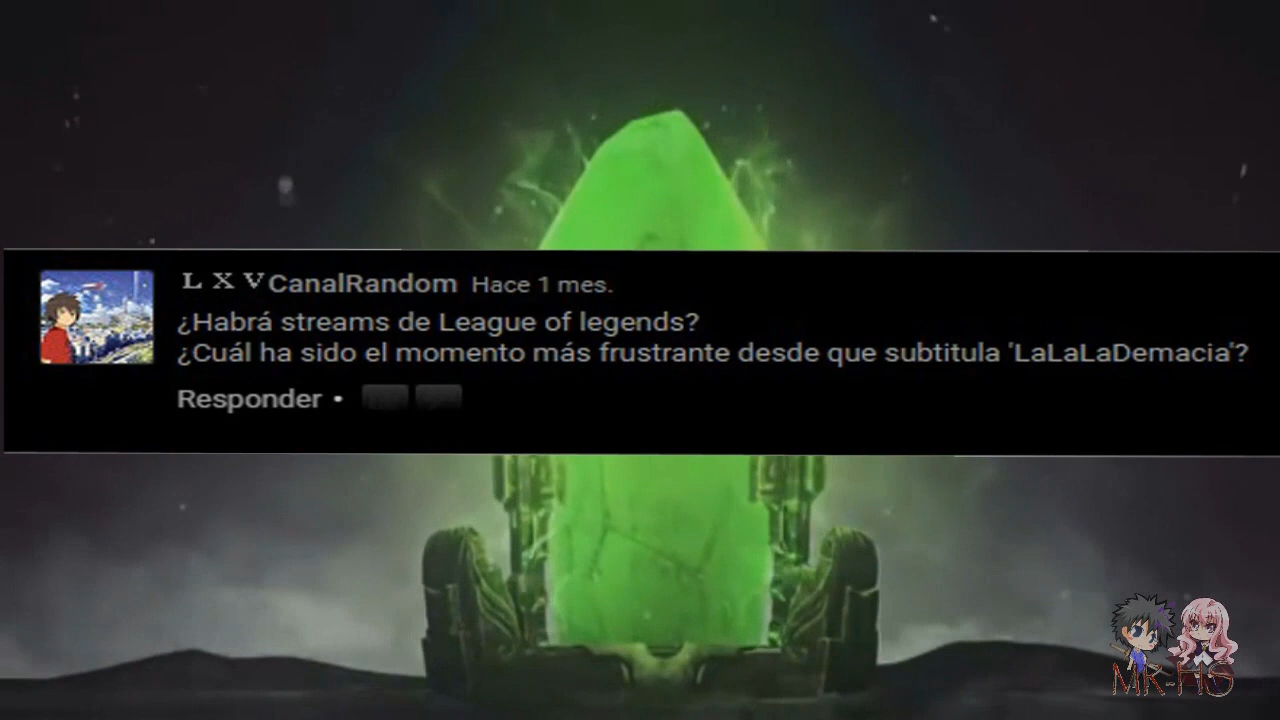 L X V CanalRandom Hace 1 mes.
¿Habrá streams de League of legends?
¿Cuál ha sido el momento más frustrante desde que subtitula 'LaLaLaDemacia'?
Responder •
MK-HS